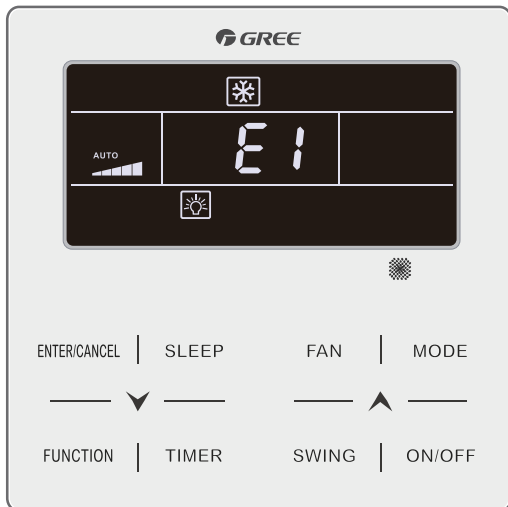 GREE
AUTO
E1
ENTER/CANCEL SLEEP FAN MODE
FUNCTION TIMER SWING ON/OFF